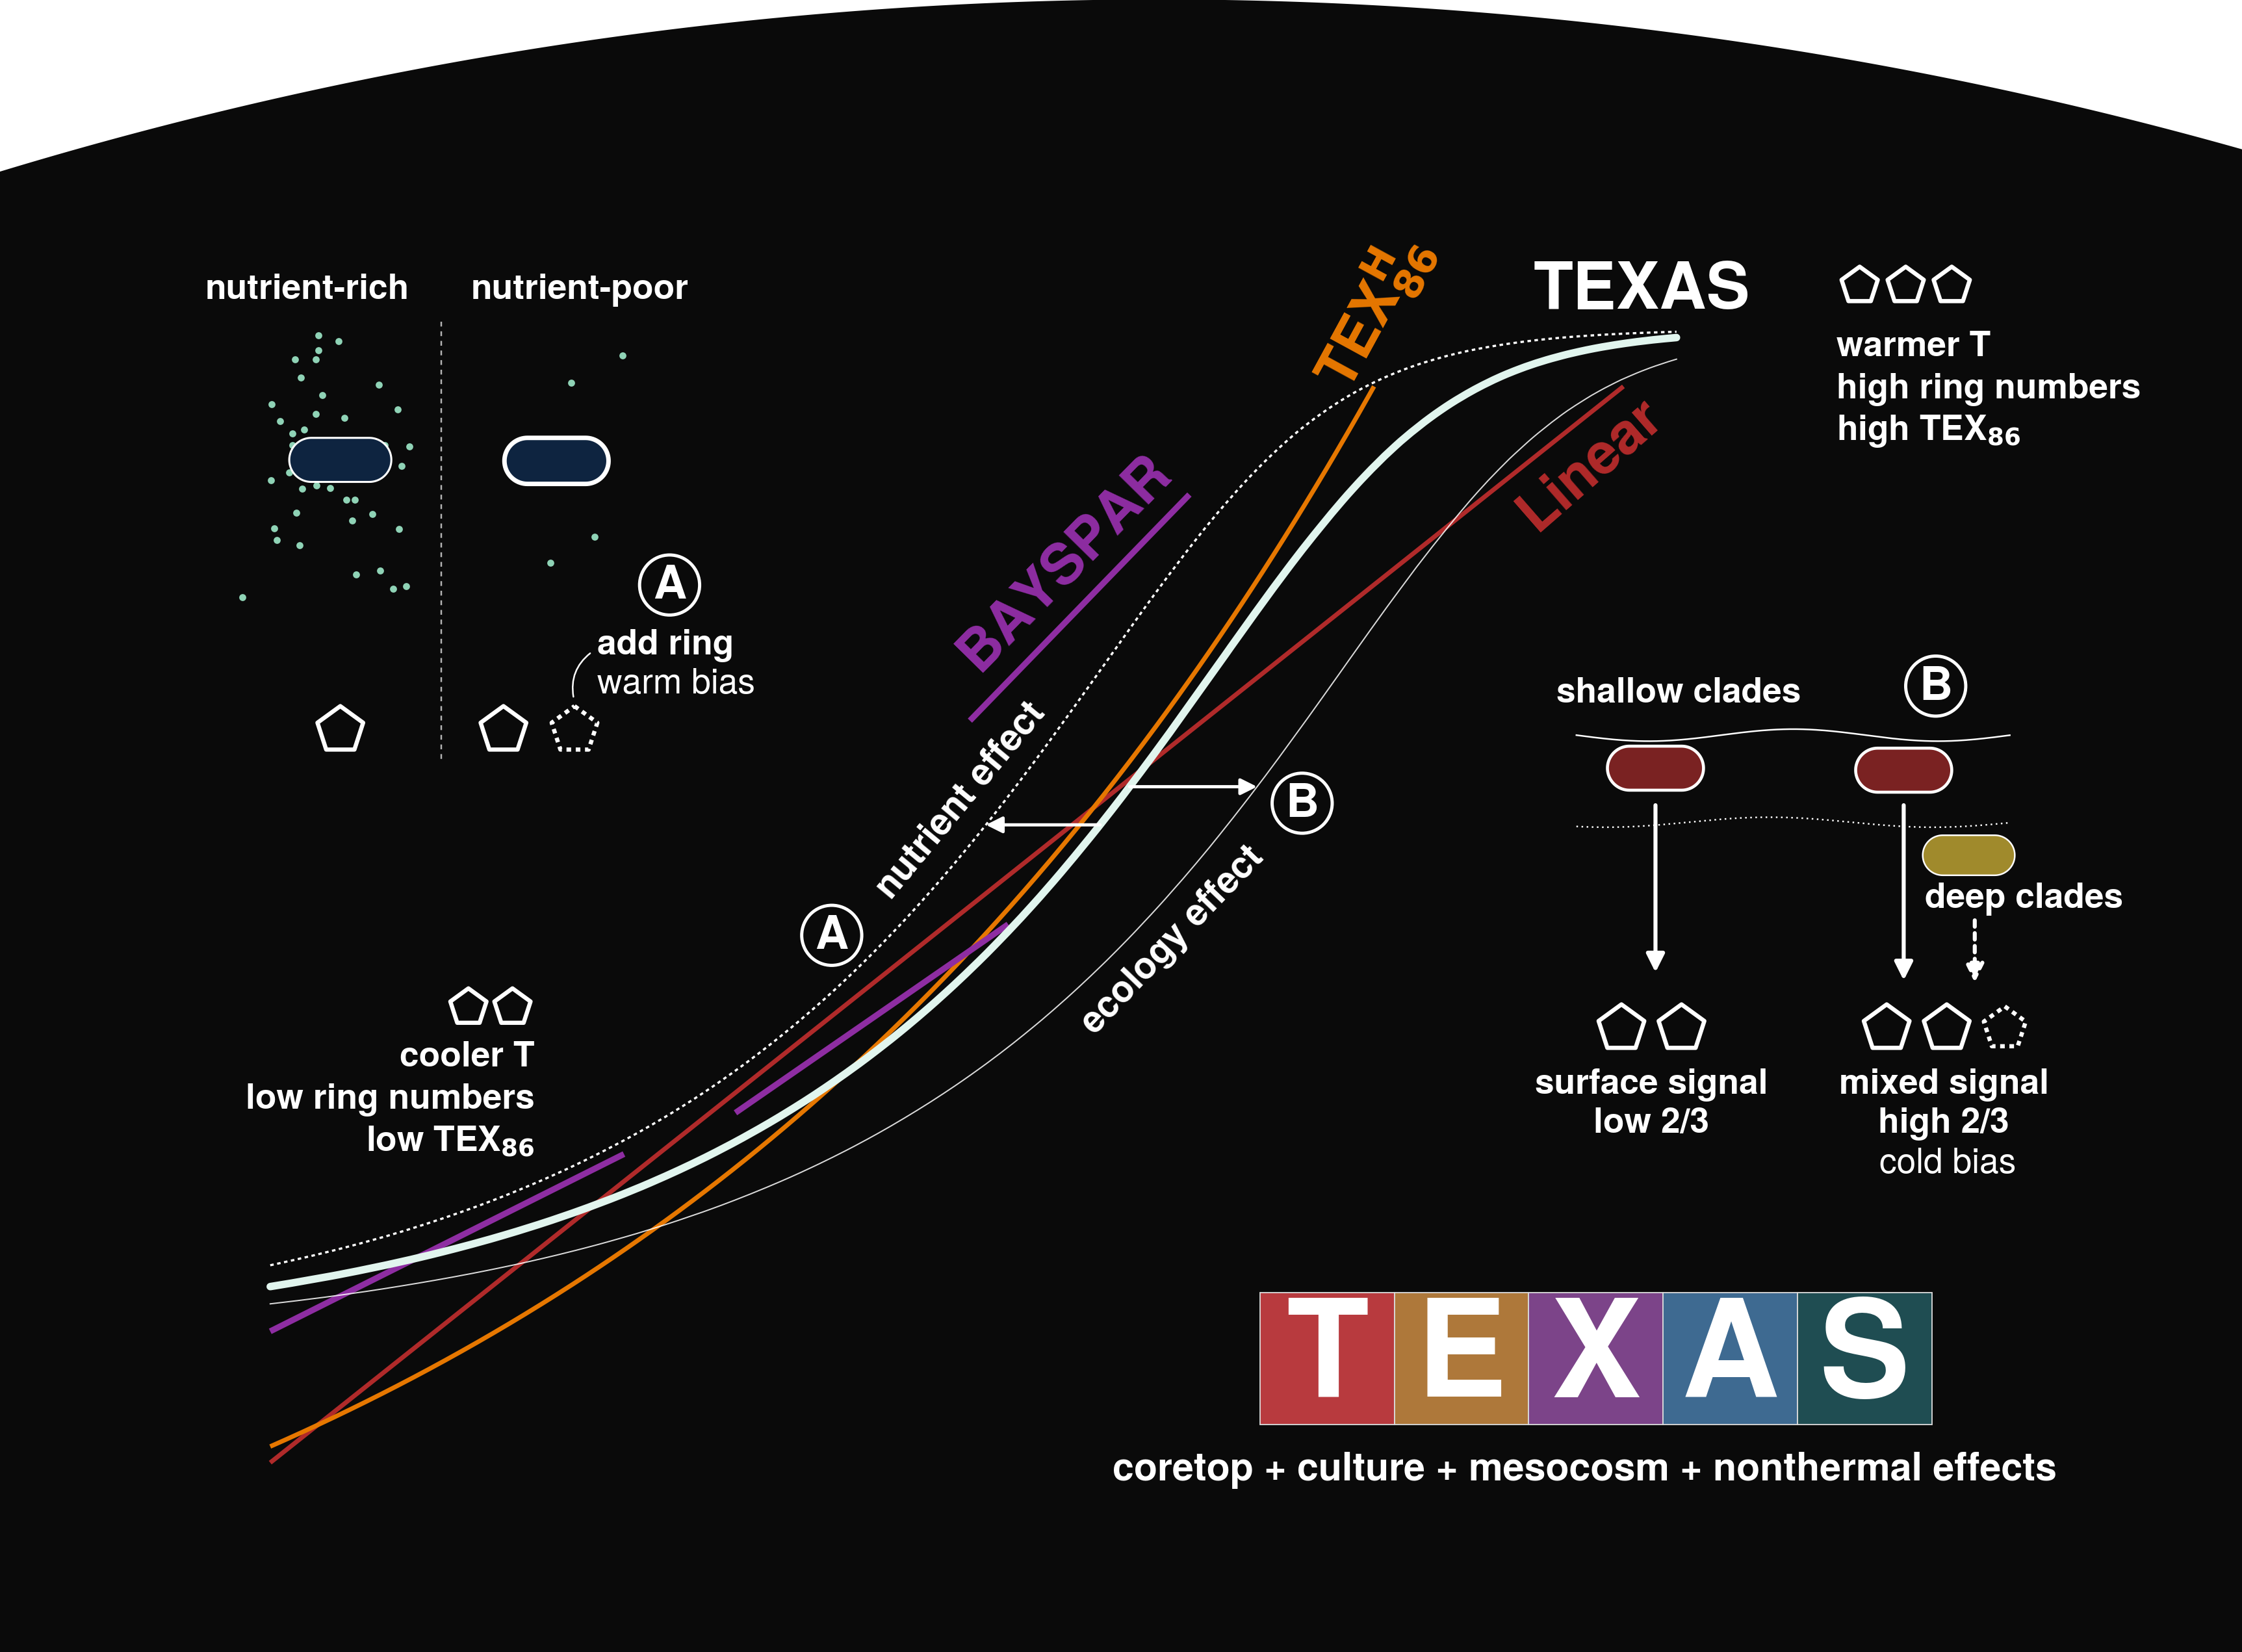 nutrient-rich
nutrient-poor
A
add ring
warm bias
TEX86H
TEXAS
warmer T
high ring numbers
high TEX86
BAYSPAR
Linear
nutrient effect
A
B
ecology effect
shallow clades
B
deep clades
surface signal
low 2/3
mixed signal
high 2/3
cold bias
cooler T
low ring numbers
low TEX86
TEXAS
coretop + culture + mesocosm + nonthermal effects